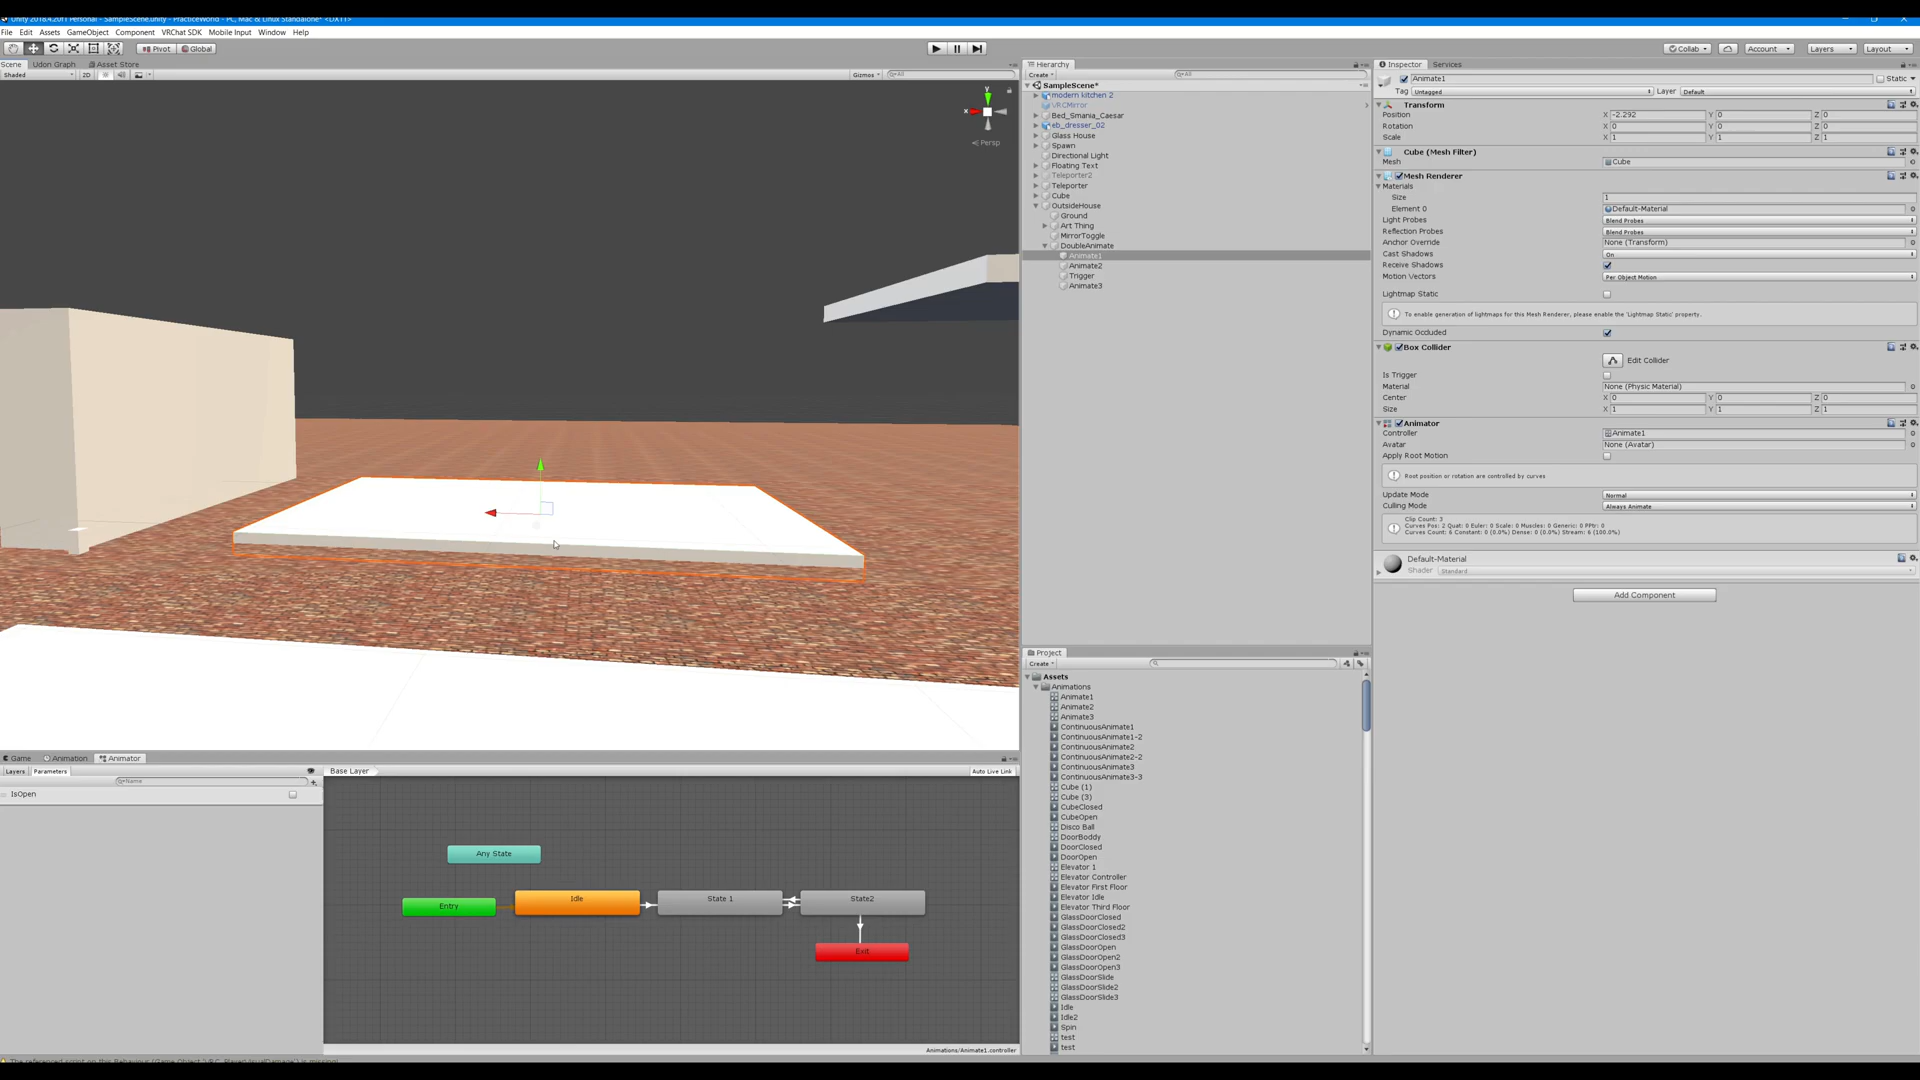 Unity 2018.4.20f1 Personal - SampleScene.unity - PracticeWorld - PC, Mac & Linux Standalone* <DX11>
File Edit Assets GameObject Component VRChat SDK Mobile Input Window Help
Pivot Global Collab Account Layers Layout
Scene Udon Graph Asset Store
Shaded 2D Gizmos All
y
x
Persp
Hierarchy
Create All
SampleScene*
modern kitchen 2
VRCMirror
Bed_Smania_Caesar
eb_dresser_02
Glass House
Spawn
Directional Light
Floating Text
Teleporter2
Teleporter
Cube
OutsideHouse
Ground
Art Thing
MirrorToggle
DoubleAnimate
Animate1
Animate2
Trigger
Animate3
Inspector Services
Animate1 Static
Tag Untagged Layer Default
Transform
Position X -2.292 Y 0 Z 0
Rotation X 0 Y 0 Z 0
Scale X 1 Y 1 Z 1
Cube (Mesh Filter)
Mesh Cube
Mesh Renderer
Materials
Size 1
Element 0 Default-Material
Light Probes Blend Probes
Reflection Probes Blend Probes
Anchor Override None (Transform)
Cast Shadows On
Receive Shadows
Motion Vectors Per Object Motion
Lightmap Static
To enable generation of lightmaps for this Mesh Renderer, please enable the 'Lightmap Static' property.
Dynamic Occluded
Box Collider
Edit Collider
Is Trigger
Material None (Physic Material)
Center X 0 Y 0 Z 0
Size X 1 Y 1 Z 1
Animator
Controller Animate1
Avatar None (Avatar)
Apply Root Motion
Root position or rotation are controlled by curves
Update Mode Normal
Culling Mode Always Animate
Clip Count: 3
Curves Pos: 2 Quat: 0 Euler: 0 Scale: 0 Muscles: 0 Generic: 0 PPtr: 0
Curves Count: 6 Constant: 0 (0.0%) Dense: 0 (0.0%) Stream: 6 (100.0%)
Default-Material
Shader Standard
Add Component
Project
Create
Assets
Animations
Animate1
Animate2
Animate3
ContinuousAnimate1
ContinuousAnimate1-2
ContinuousAnimate2
ContinuousAnimate2-2
ContinuousAnimate3
ContinuousAnimate3-3
Cube (1)
Cube (3)
CubeClosed
CubeOpen
Disco Ball
DoorBoddy
DoorClosed
DoorOpen
Elevator 1
Elevator Controller
Elevator First Floor
Elevator Idle
Elevator Third Floor
GlassDoorClosed
GlassDoorClosed2
GlassDoorClosed3
GlassDoorOpen
GlassDoorOpen2
GlassDoorOpen3
GlassDoorSlide
GlassDoorSlide2
GlassDoorSlide3
Idle
Idle2
Spin
test
test
Game Animation Animator
Layers Parameters Base Layer Auto Live Link
Name
IsOpen
Any State
Entry
Idle
State 1
State2
Exit
Animations/Animate1.controller